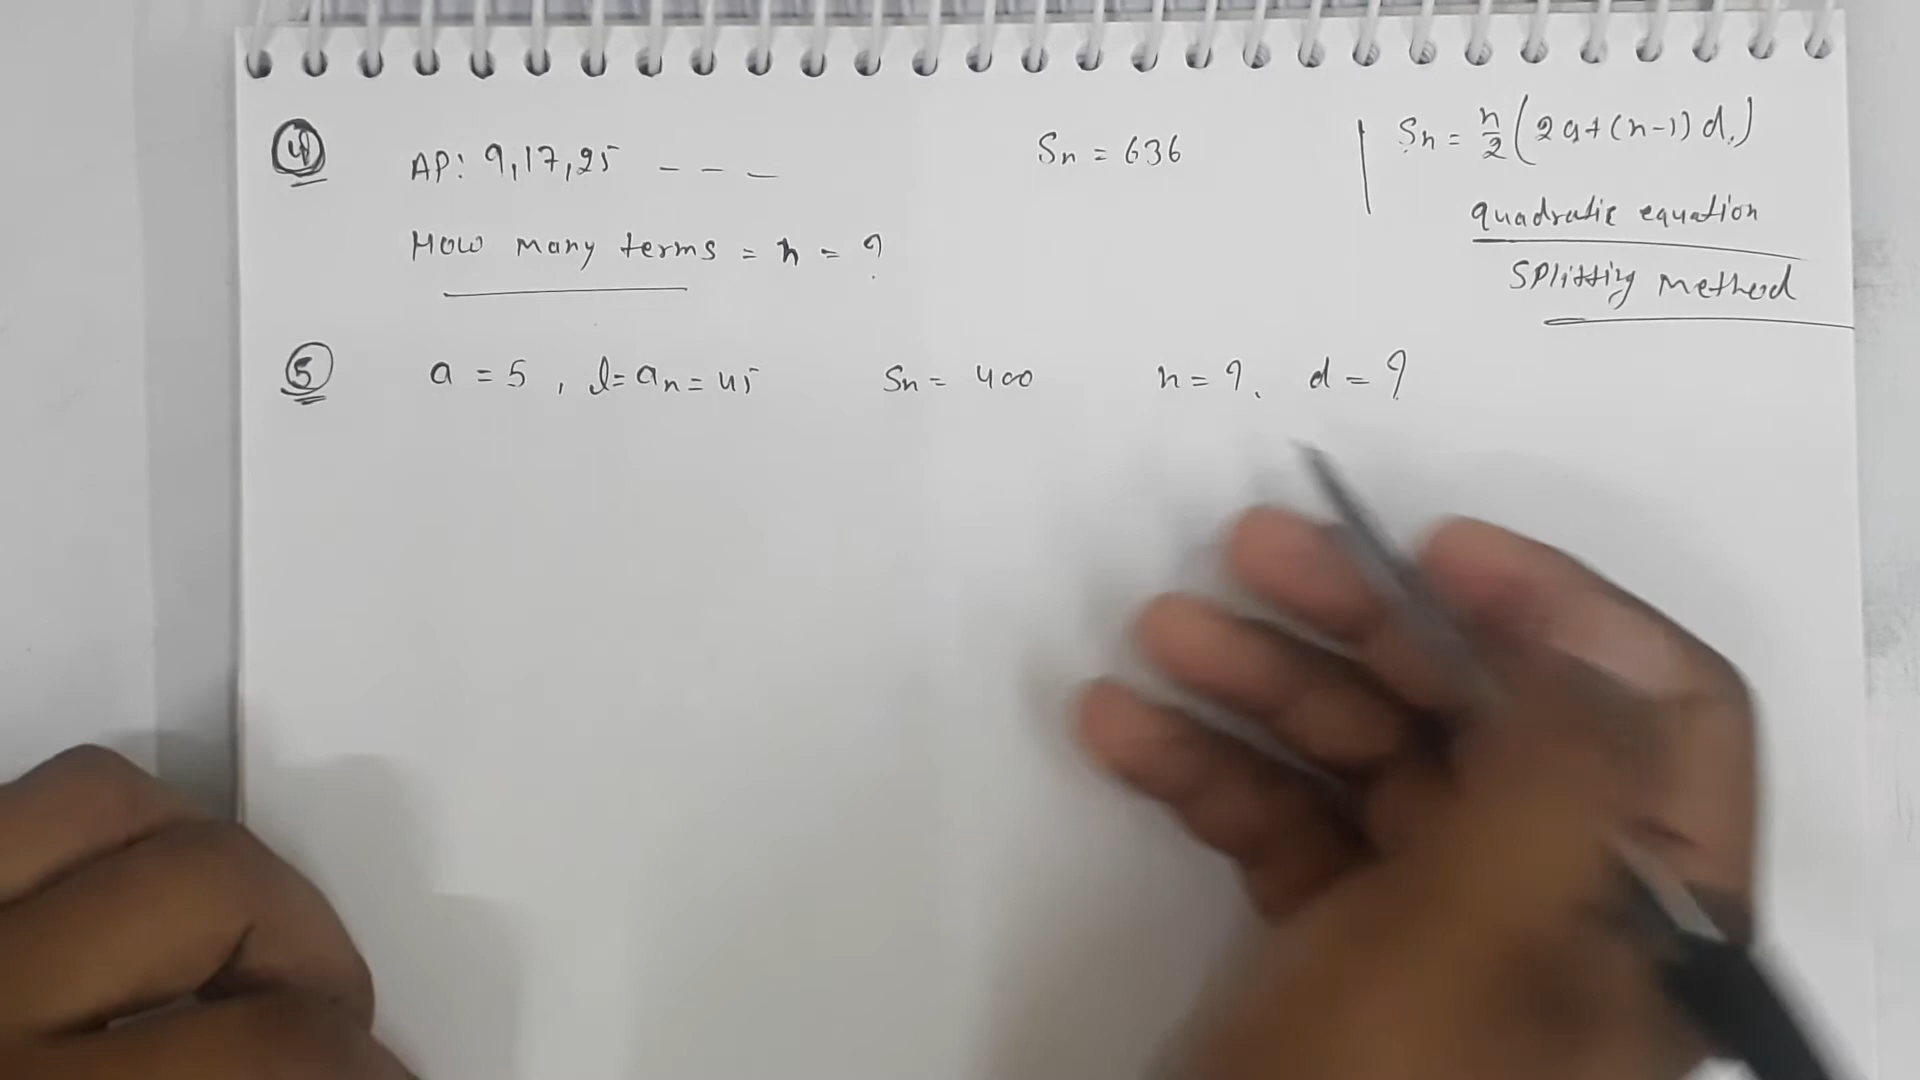 4 AP: 9, 17, 25 _ _ _ Sn = 636 Sn = n/2 (2a+(n-1)d)
How many terms = n = ?
quadratic equation
Splitting Method
5 a = 5, l = an = 45 Sn = 400 n = ?, d = ?